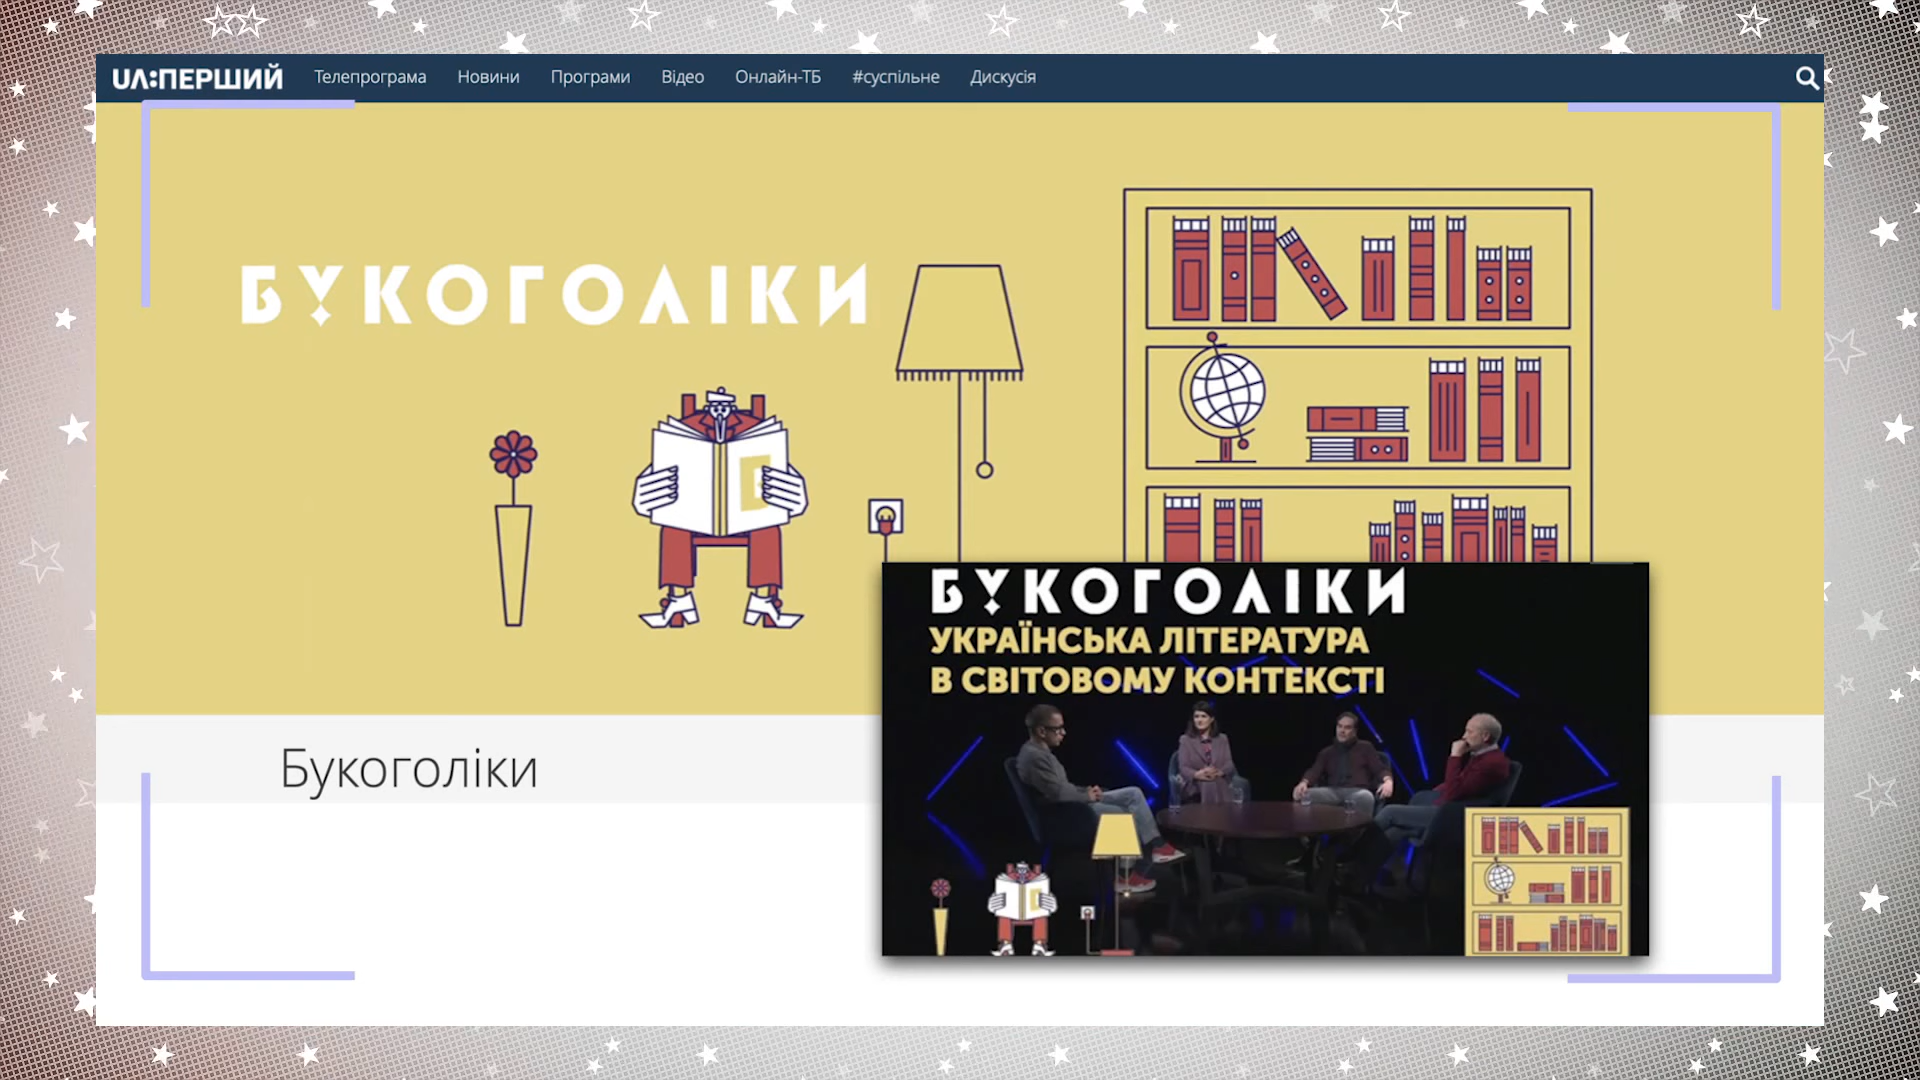 UA:ПЕРШИЙ Телепрограма Новини Програми Відео Онлайн-ТБ #суспільне Дискусія
БУКОГОЛІКИ
БУКОГОЛІКИ
УКРАЇНСЬКА ЛІТЕРАТУРА
В СВІТОВОМУ КОНТЕКСТІ
Букоголіки